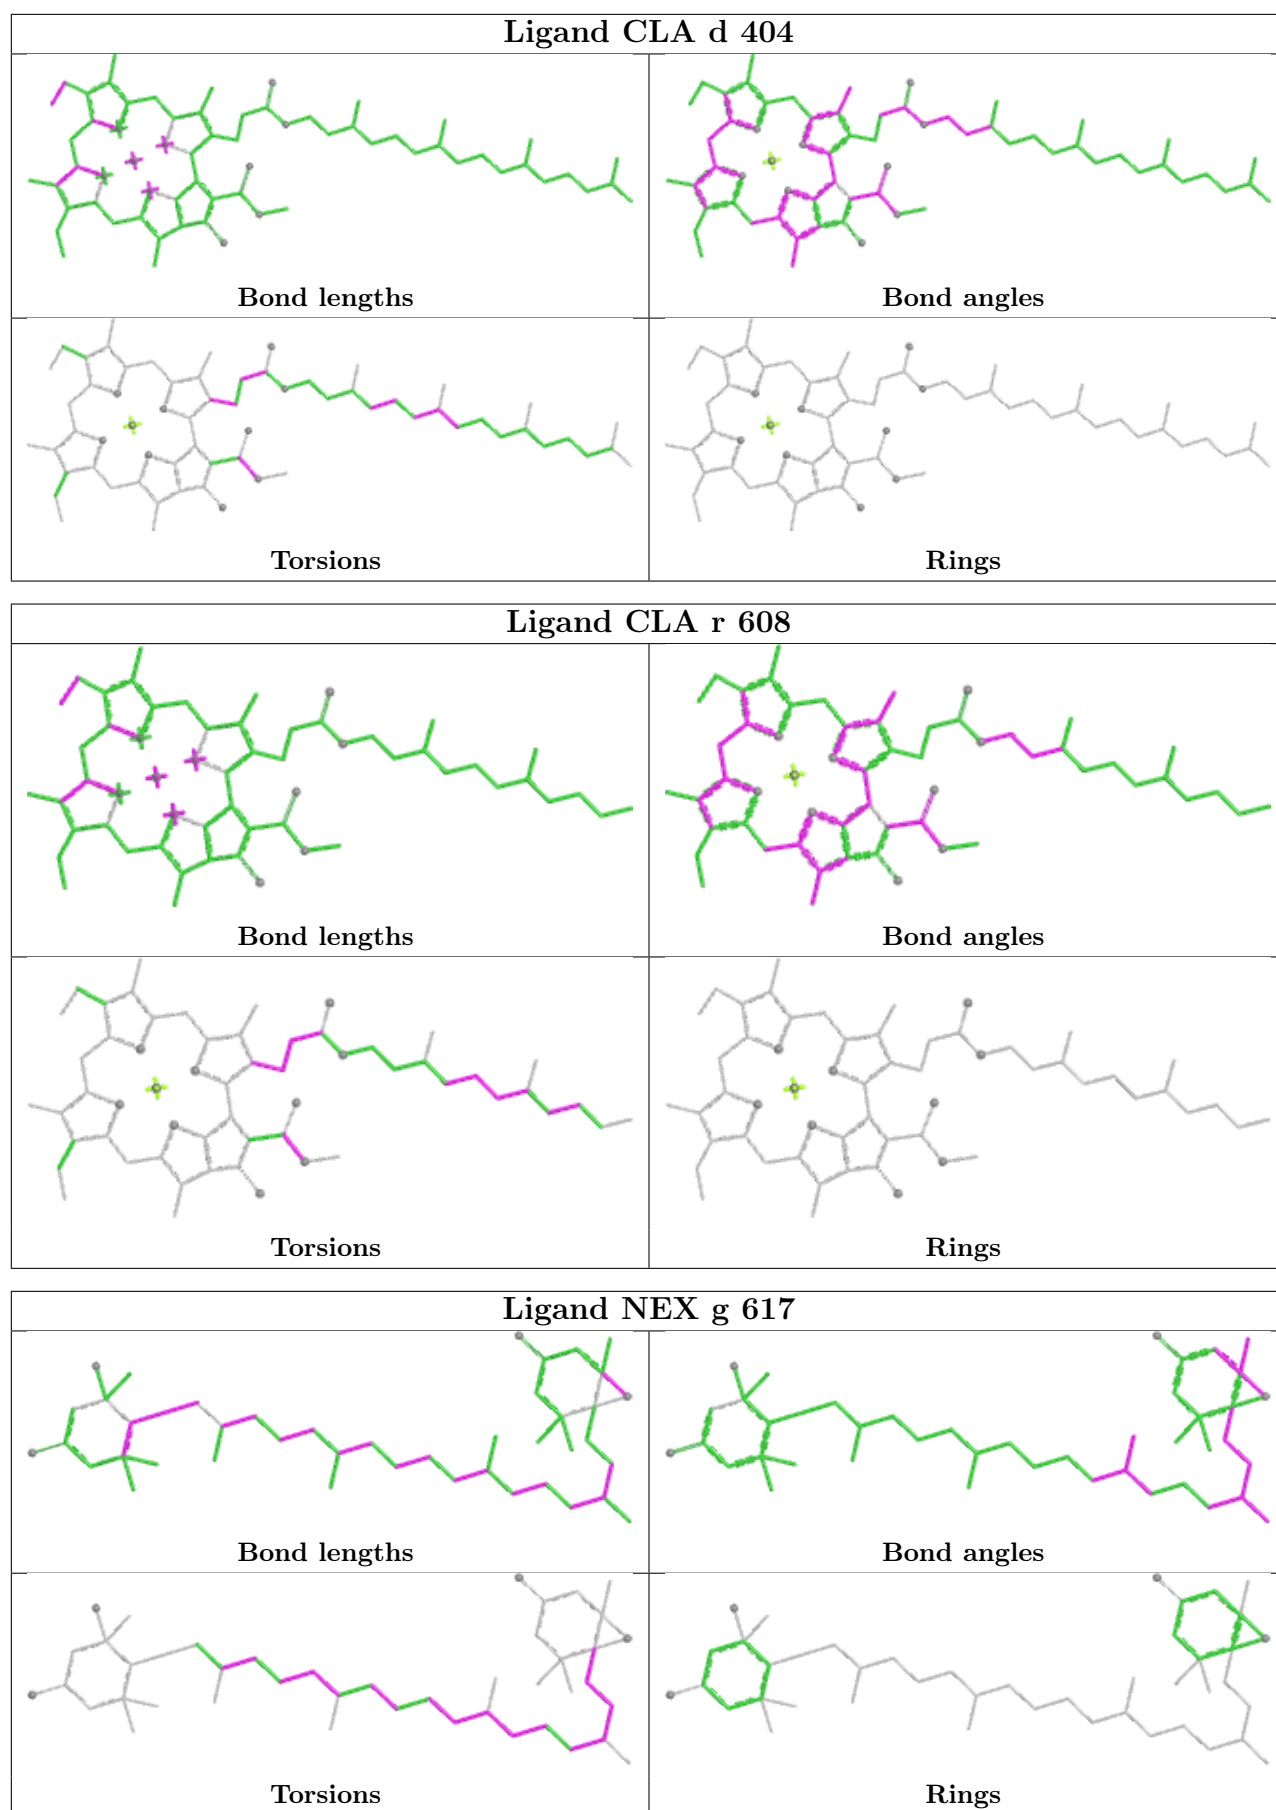 Ligand CLA d 404
Bond lengths
Bond angles
Torsions
Rings
Ligand CLA r 608
Bond lengths
Bond angles
Torsions
Rings
Ligand NEX g 617
Bond lengths
Bond angles
Torsions
Rings